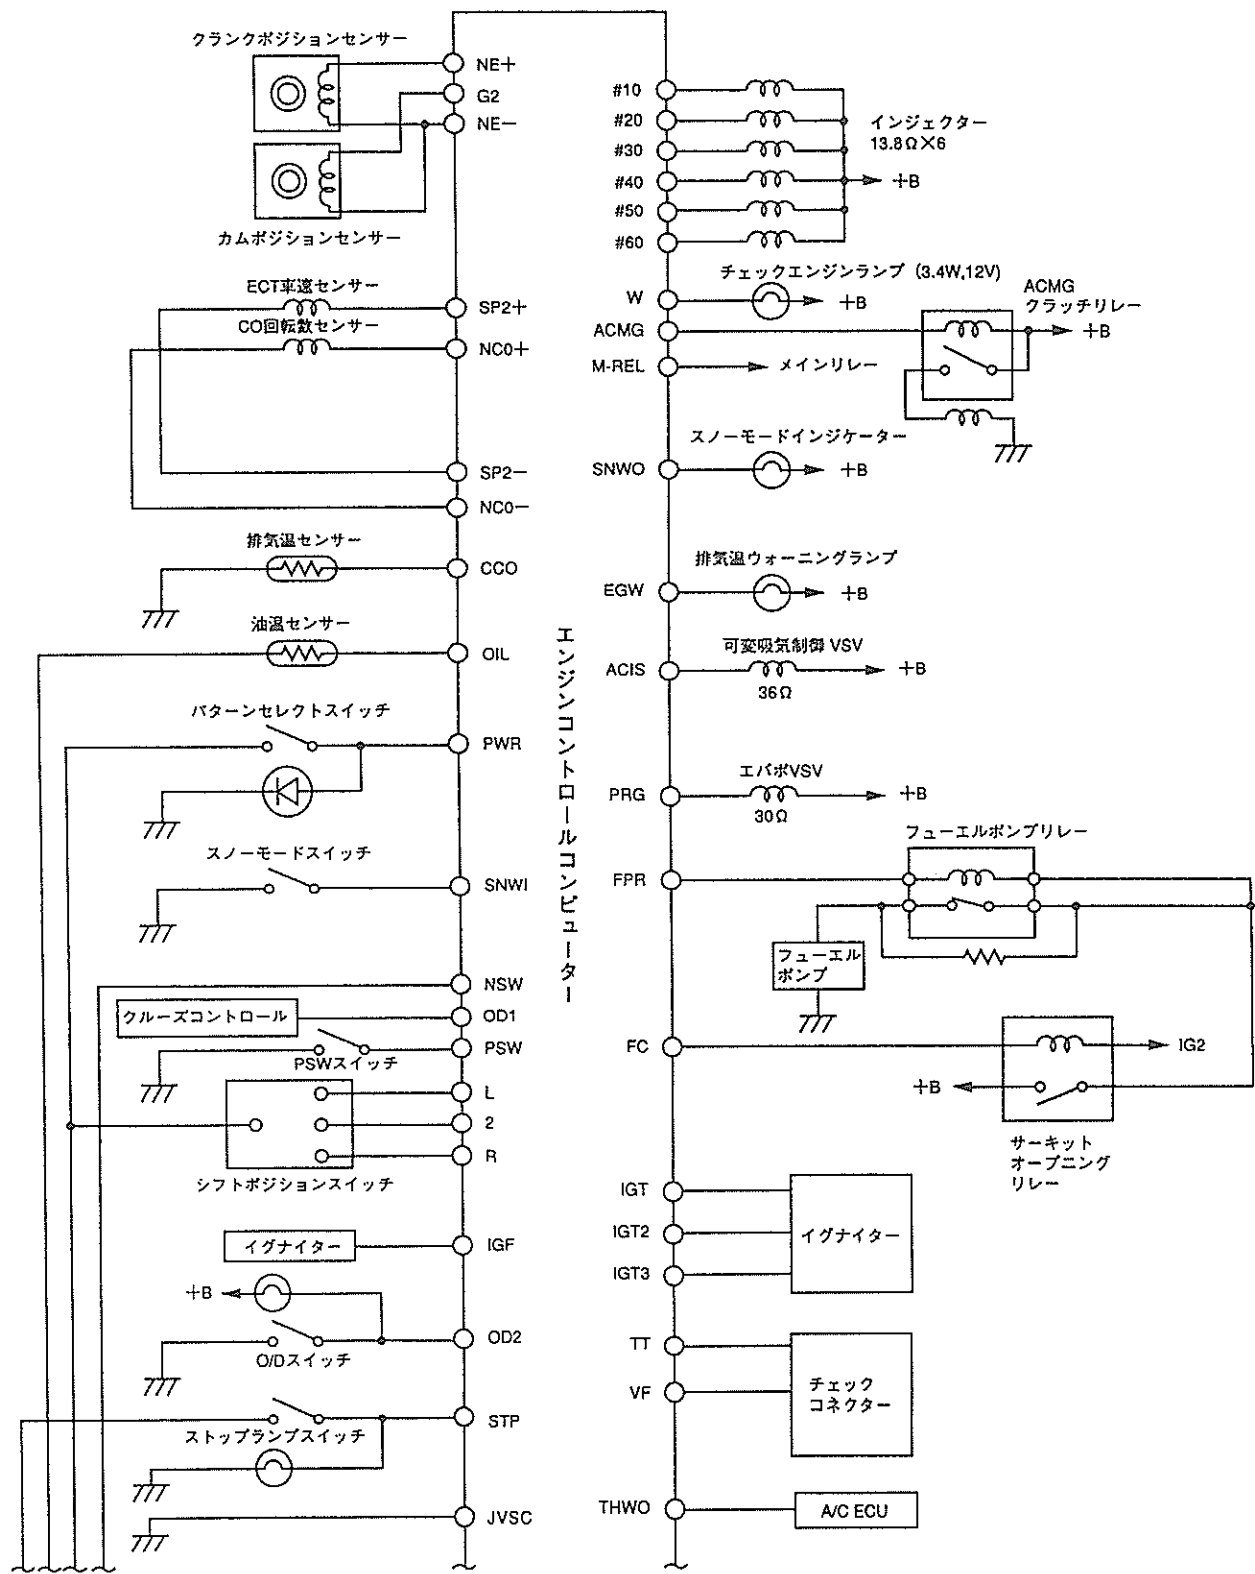 クランクポジションセンサー
NE+
G2
NE−
カムポジションセンサー
ECT車速センサー
SP2+
CO回転数センサー
NC0+
SP2−
NC0−
排気温センサー
CCO
油温センサー
OIL
パターンセレクトスイッチ
PWR
スノーモードスイッチ
SNWI
NSW
クルーズコントロール
OD1
PSW
PSWスイッチ
L
2
R
シフトポジションスイッチ
イグナイター
IGF
+B
OD2
O/Dスイッチ
STP
ストップランプスイッチ
JVSC
エンジンコントロールコンピューター
#10
#20
#30
#40
#50
#60
インジェクター
13.8Ω×6
+B
チェックエンジンランプ (3.4W,12V)
W
+B
ACMG
クラッチリレー
ACMG
+B
M-REL
メインリレー
スノーモードインジケーター
SNWO
+B
排気温ウォーニングランプ
EGW
+B
可変吸気制御 VSV
ACIS
+B
36Ω
エバポVSV
PRG
+B
30Ω
フューエルポンプリレー
FPR
フューエル
ポンプ
FC
IG2
+B
サーキット
オープニング
リレー
IGT
IGT2
IGT3
イグナイター
TT
VF
チェック
コネクター
THWO
A/C ECU